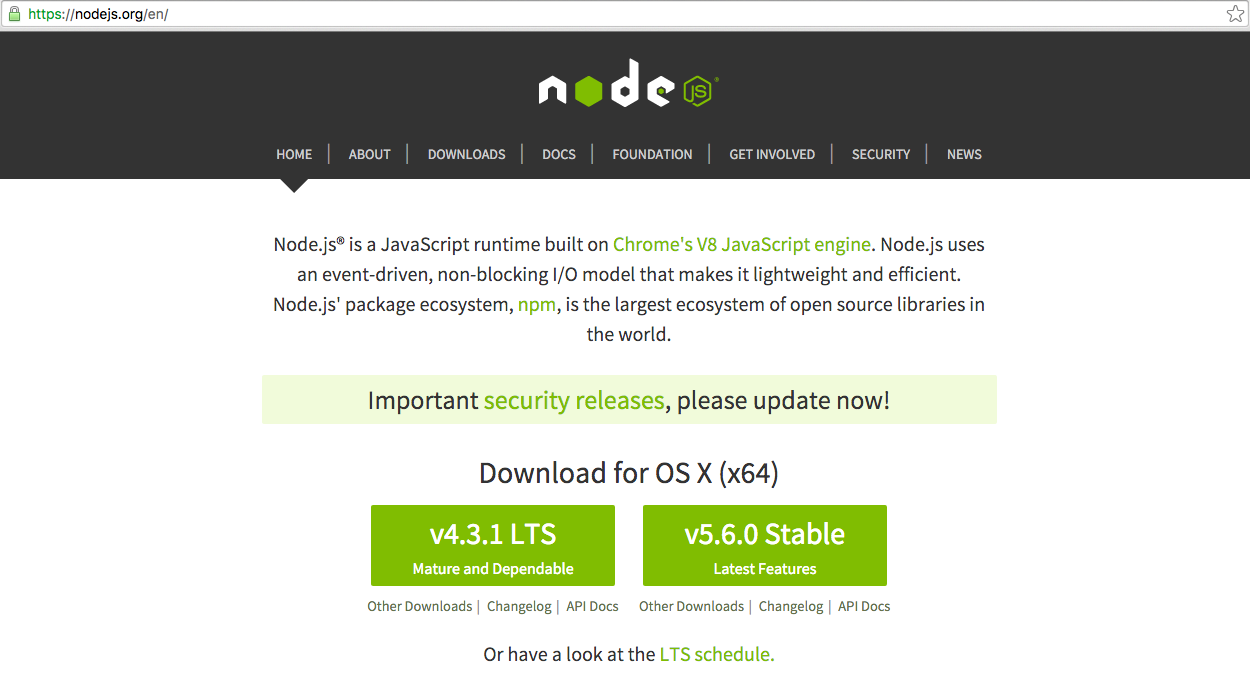 https://nodejs.org/en/
node JS®
HOME | ABOUT | DOWNLOADS | DOCS | FOUNDATION | GET INVOLVED | SECURITY | NEWS
Node.js® is a JavaScript runtime built on Chrome's V8 JavaScript engine. Node.js uses
an event-driven, non-blocking I/O model that makes it lightweight and efficient.
Node.js' package ecosystem, npm, is the largest ecosystem of open source libraries in
the world.
Important security releases, please update now!
Download for OS X (x64)
v4.3.1 LTS
Mature and Dependable
Other Downloads | Changelog | API Docs
v5.6.0 Stable
Latest Features
Other Downloads | Changelog | API Docs
Or have a look at the LTS schedule.